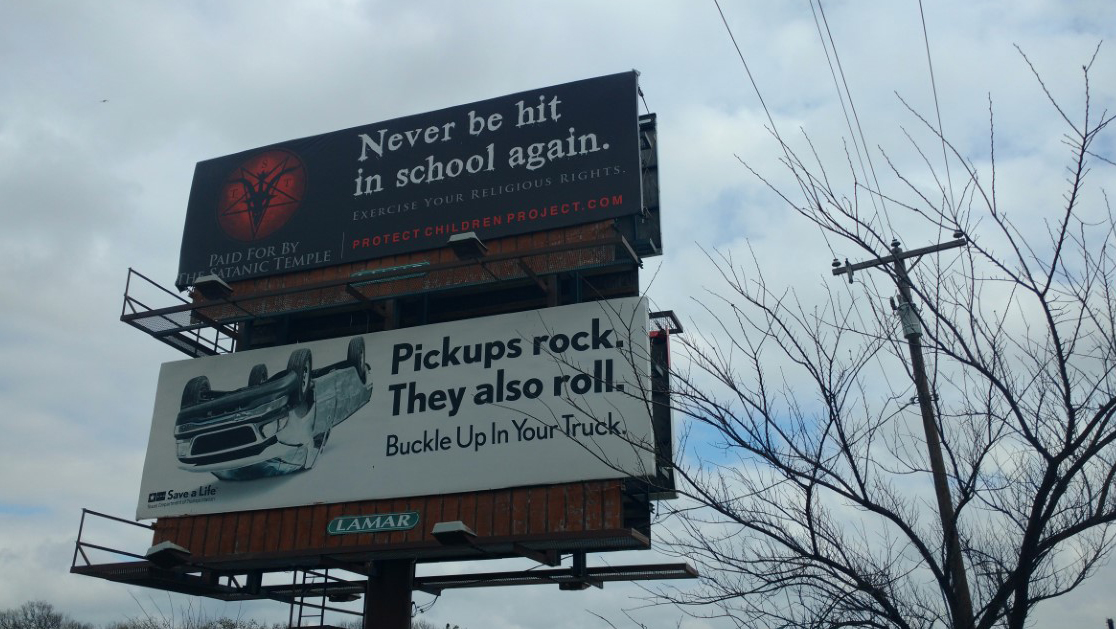 Never be hit
in school again.
Exercise Your Religious Rights.
PROTECT CHILDREN PROJECT.COM
Paid For By
The Satanic Temple
Pickups rock.
They also roll.
Buckle Up In Your Truck.
Save a Life
LAMAR